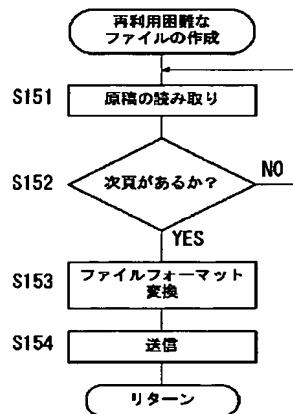 再利用困難な
ファイルの作成
S151
原稿の読み取り
S152
次頁があるか？
NO
YES
S153
ファイルフォーマット
変換
S154
送信
リターン